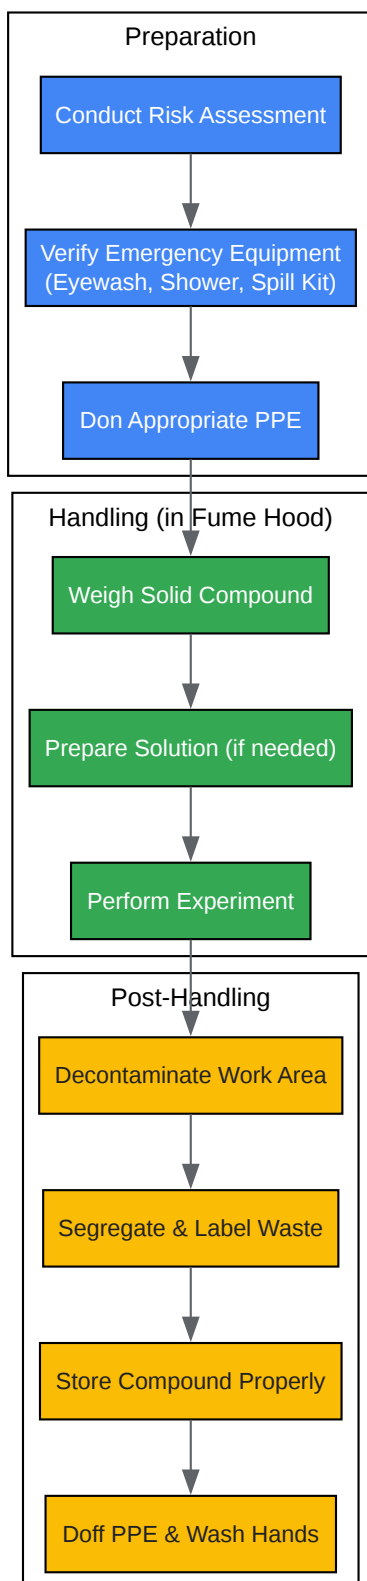 Preparation
Conduct Risk Assessment
Verify Emergency Equipment
(Eyewash, Shower, Spill Kit)
Don Appropriate PPE
Handling (in Fume Hood)
Weigh Solid Compound
Prepare Solution (if needed)
Perform Experiment
Post-Handling
Decontaminate Work Area
Segregate & Label Waste
Store Compound Properly
Doff PPE & Wash Hands